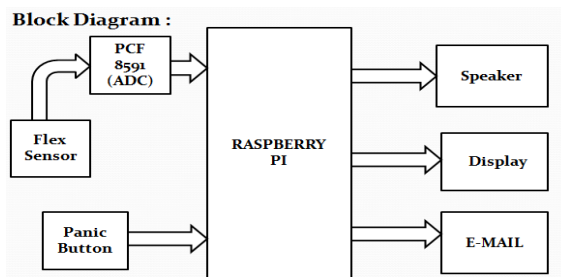 Block Diagram :
PCF
8591
(ADC)
Flex
Sensor
Panic
Button
RASPBERRY
PI
Speaker
Display
E-MAIL